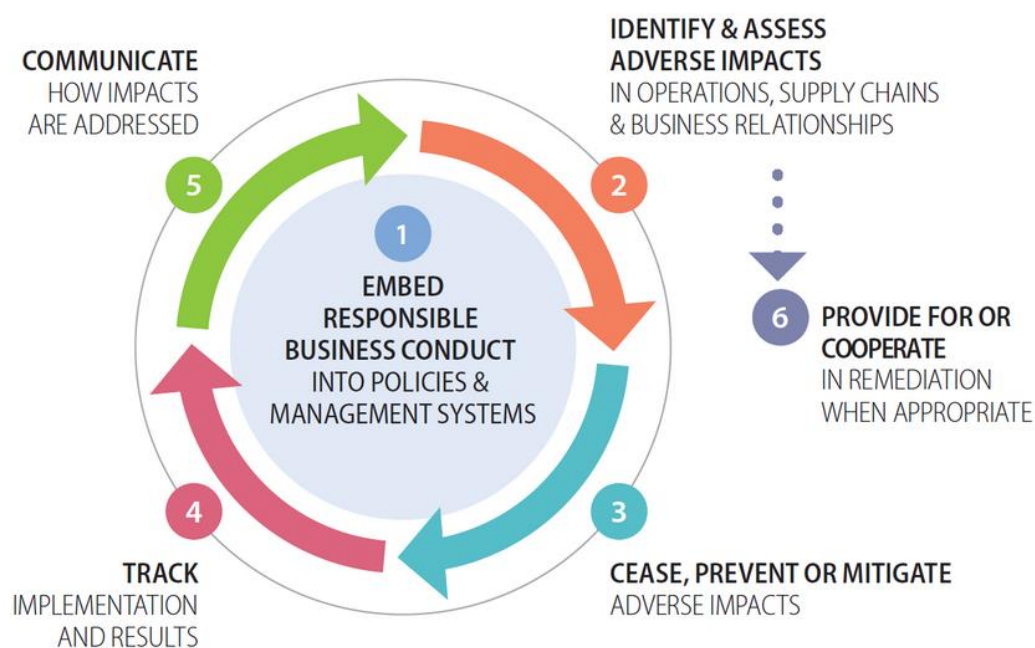 1
EMBED
RESPONSIBLE
BUSINESS CONDUCT
INTO POLICIES &
MANAGEMENT SYSTEMS
2
IDENTIFY & ASSESS
ADVERSE IMPACTS
IN OPERATIONS, SUPPLY CHAINS
& BUSINESS RELATIONSHIPS
3
CEASE, PREVENT OR MITIGATE
ADVERSE IMPACTS
4
TRACK
IMPLEMENTATION
AND RESULTS
5
COMMUNICATE
HOW IMPACTS
ARE ADDRESSED
6
PROVIDE FOR OR
COOPERATE
IN REMEDIATION
WHEN APPROPRIATE